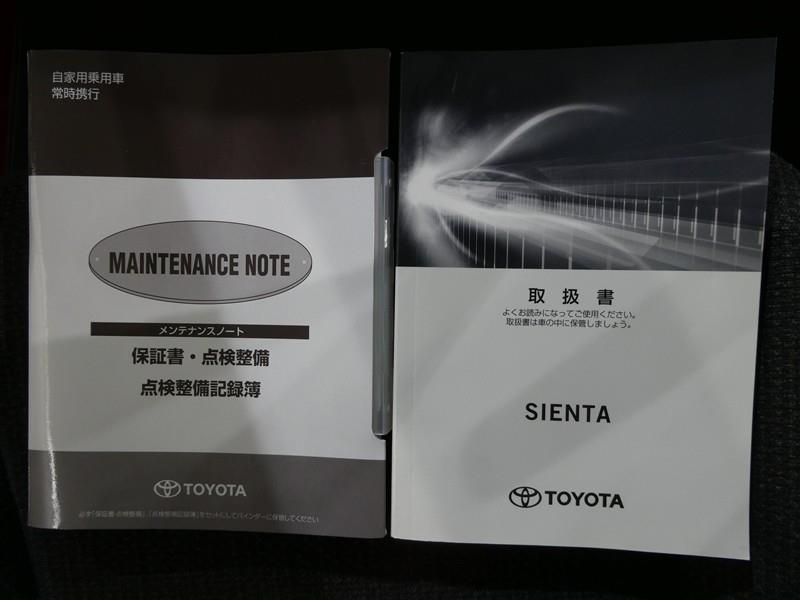 自家用乗用車
常時携行
MAINTENANCE NOTE
メンテナンスノート
保証書・点検整備
点検整備記録簿
TOYOTA
必ず「保証書・点検整備」、「点検整備記録簿」をセットにしてバインダーに保管してください
取扱書
よくお読みになってご使用ください。
取扱書は車の中に保管しましょう。
SIENTA
TOYOTA